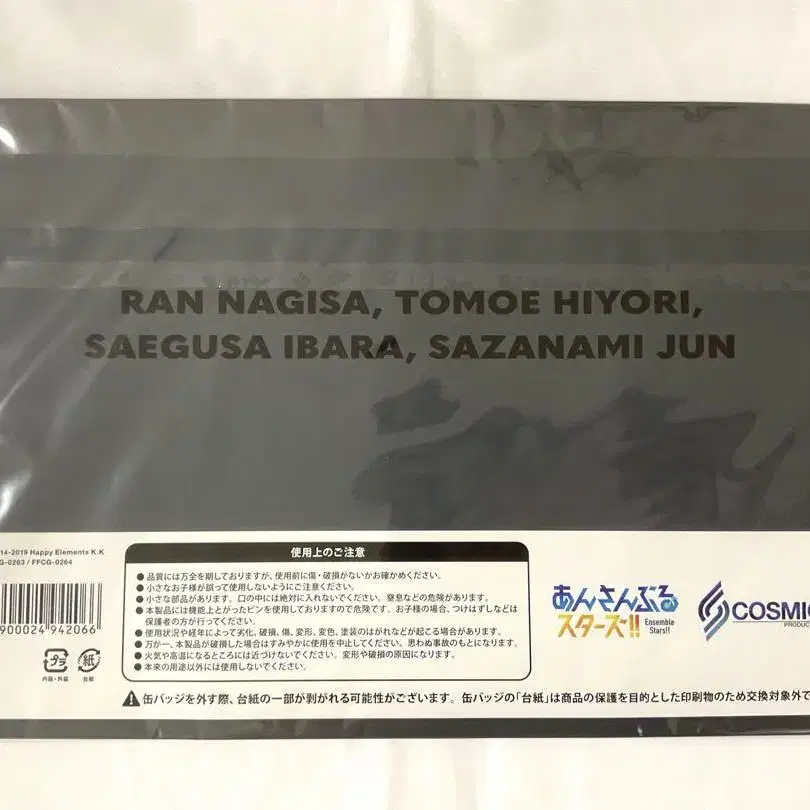 RAN NAGISA, TOMOE HIYORI,
SAEGUSA IBARA, SAZANAMI JUN
14-2019 Happy Elements K.K
G-0263 / FFCG-0264
900024 942066
プラ
内装・外装
紙
台紙
使用上のご注意
●品質には万全を期しておりますが、使用前に傷・破損がないかお確かめください。
●小さなお子様が誤って使用しないようにご注意ください。
●小さな部品があります。口の中には絶対に入れないでください。窒息などの危険があります。
●本製品には機能上とがったピンを使用しておりますので危険です。お子様の場合、つけはずしなどは
保護者の方が行ってください。
●使用状況や経年によって劣化、破損、傷、変形、変色、塗装のはがれなどが起こる場合があります。
●万が一、本製品が破損した場合はすみやかに使用を中止してください。思わぬ事故のもとになります。
●火気や高温になるところには近づけないでください。変形や破損の原因になります。
●本来の用途以外には使用しないでください。
あんさんぶる
スターズ!!
Ensemble
Stars!!
COSMIC
PRODUC
⚠缶バッジを外す際、台紙の一部が剥がれる可能性がございます。缶バッジの「台紙」は商品の保護を目的とした印刷物のため交換対象外で